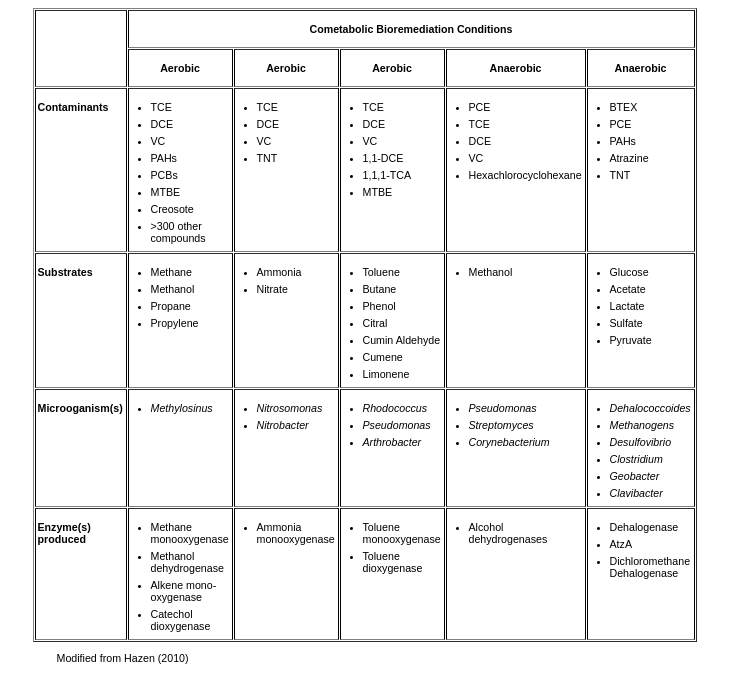 Cometabolic Bioremediation Conditions
Aerobic
Aerobic
Aerobic
Anaerobic
Anaerobic
Contaminants
TCE
DCE
VC
PAHs
PCBs
MTBE
Creosote
>300 other
compounds
TCE
DCE
VC
TNT
TCE
DCE
VC
1,1-DCE
1,1,1-TCA
MTBE
PCE
TCE
DCE
VC
Hexachlorocyclohexane
BTEX
PCE
PAHs
Atrazine
TNT
Substrates
Methane
Methanol
Propane
Propylene
Ammonia
Nitrate
Toluene
Butane
Phenol
Citral
Cumin Aldehyde
Cumene
Limonene
Methanol
Glucose
Acetate
Lactate
Sulfate
Pyruvate
Microoganism(s)
Methylosinus
Nitrosomonas
Nitrobacter
Rhodococcus
Pseudomonas
Arthrobacter
Pseudomonas
Streptomyces
Corynebacterium
Dehalococcoides
Methanogens
Desulfovibrio
Clostridium
Geobacter
Clavibacter
Enzyme(s)
produced
Methane
monooxygenase
Methanol
dehydrogenase
Alkene mono-
oxygenase
Catechol
dioxygenase
Ammonia
monooxygenase
Toluene
monooxygenase
Toluene
dioxygenase
Alcohol
dehydrogenases
Dehalogenase
AtzA
Dichloromethane
Dehalogenase
Modified from Hazen (2010)